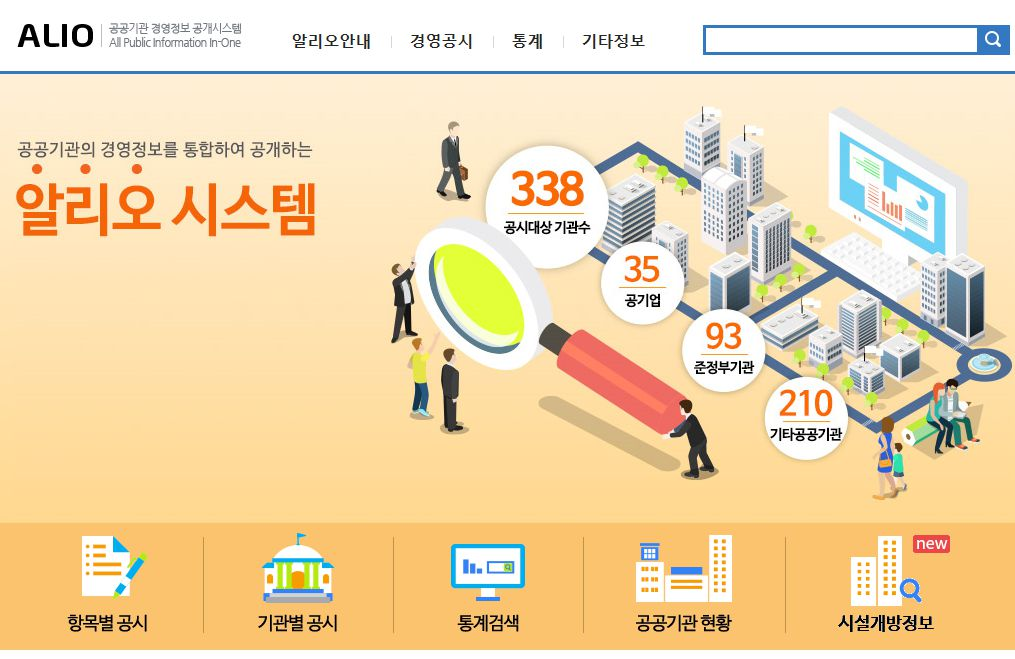 ALIO
공공기관 경영정보 공개시스템
All Public Information In-One
알리오안내
경영공시
통계
기타정보
공공기관의 경영정보를 통합하여 공개하는
알리오 시스템
338
공시대상 기관수
35
공기업
93
준정부기관
210
기타공공기관
항목별 공시
기관별 공시
통계검색
공공기관 현황
new
시설개방정보